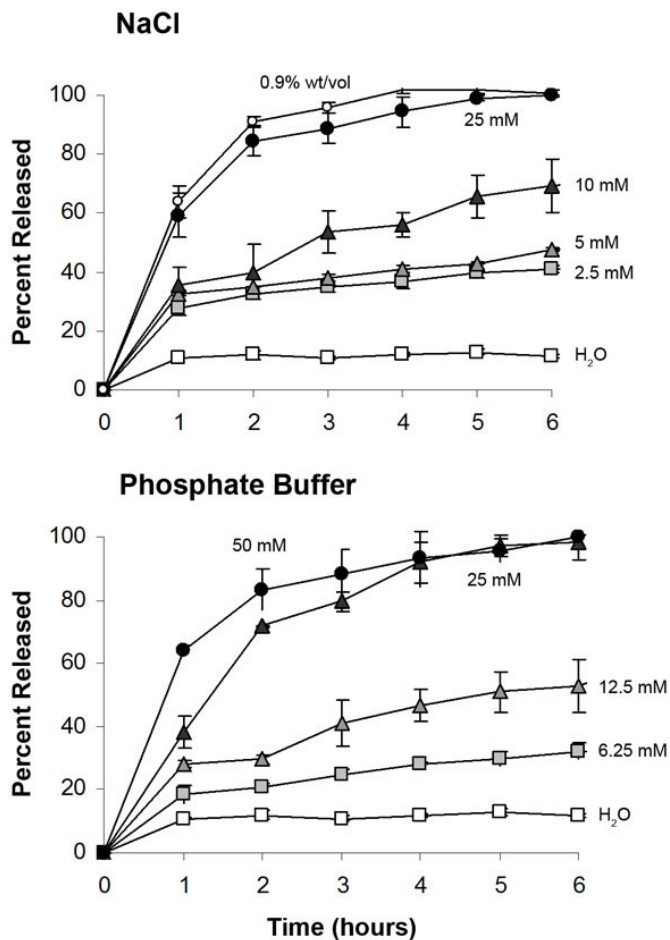 NaCl
Percent Released
100
80
60
40
20
0
0.9% wt/vol
25 mM
10 mM
5 mM
2.5 mM
H₂O
0 1 2 3 4 5 6
Phosphate Buffer
Percent Released
100
80
60
40
20
0
50 mM
25 mM
12.5 mM
6.25 mM
H₂O
0 1 2 3 4 5 6
Time (hours)